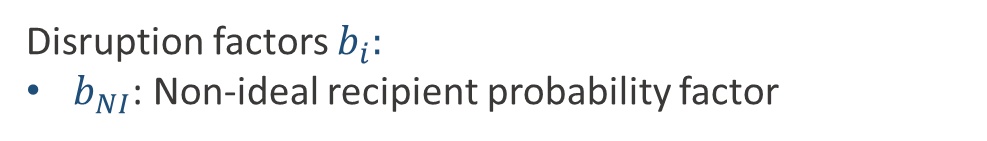 Disruption factors b_i:
• b_NI: Non-ideal recipient probability factor